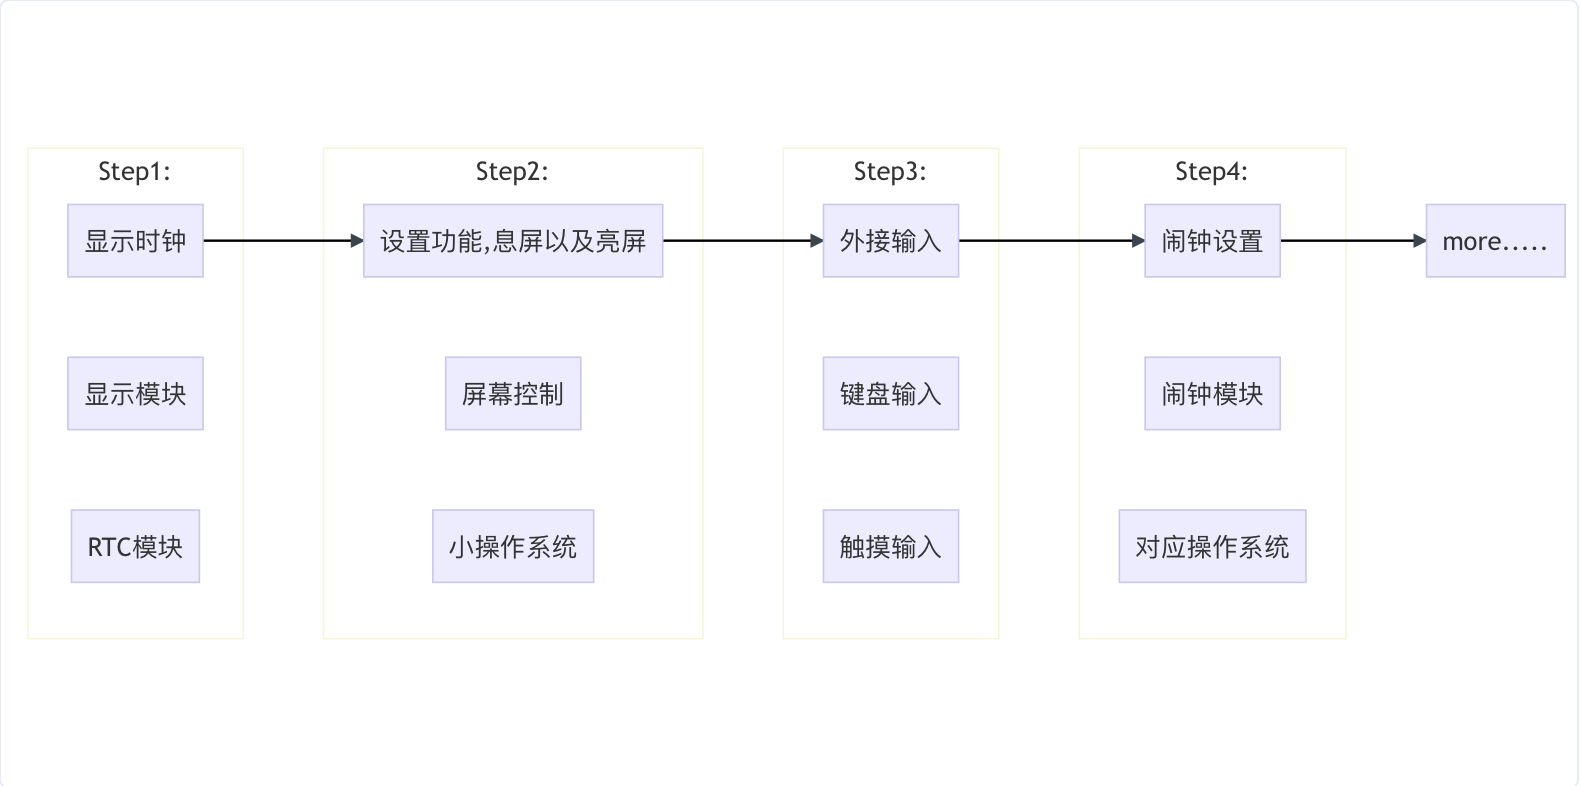 Step1:
显示时钟
显示模块
RTC模块
Step2:
设置功能,息屏以及亮屏
屏幕控制
小操作系统
Step3:
外接输入
键盘输入
触摸输入
Step4:
闹钟设置
闹钟模块
对应操作系统
more.....